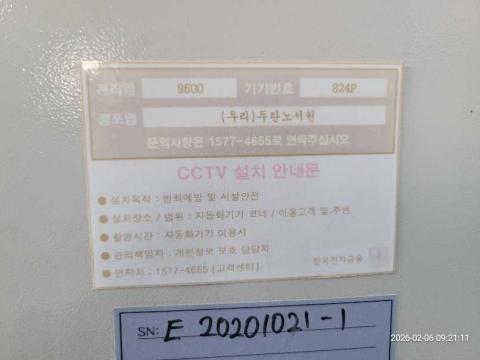 관리점 9600 기기번호 824P
점포명 (우리)두란노서원
문의사항은 1577-4655로 연락주십시오
CCTV 설치 안내문
● 설치목적 : 범죄예방 및 시설안전
● 설치장소 / 범위 : 자동화기기 코너 / 이용고객 및 주변
● 촬영시간 : 자동화기기 이용시
● 관리책임자 : 개인정보 보호 담당자
● 연락처 : 1577-4655 [고객센터]
한국전자금융
SN: E 20201021-1
2026-02-06 09:21:11